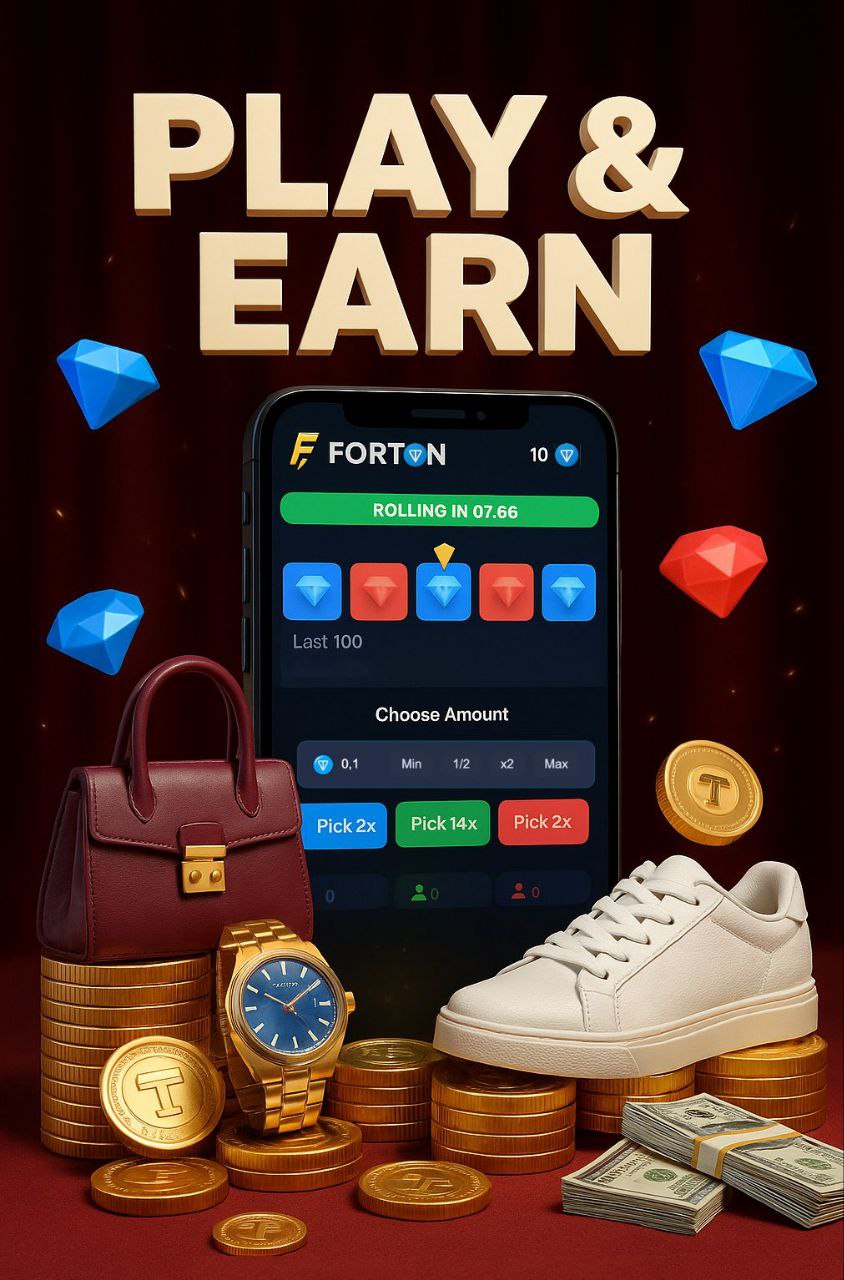 PLAY &
EARN
FORTON
10
ROLLING IN 07.66
Last 100
Choose Amount
0,1 Min 1/2 x2 Max
Pick 2x Pick 14x Pick 2x
0 0 0
T
T